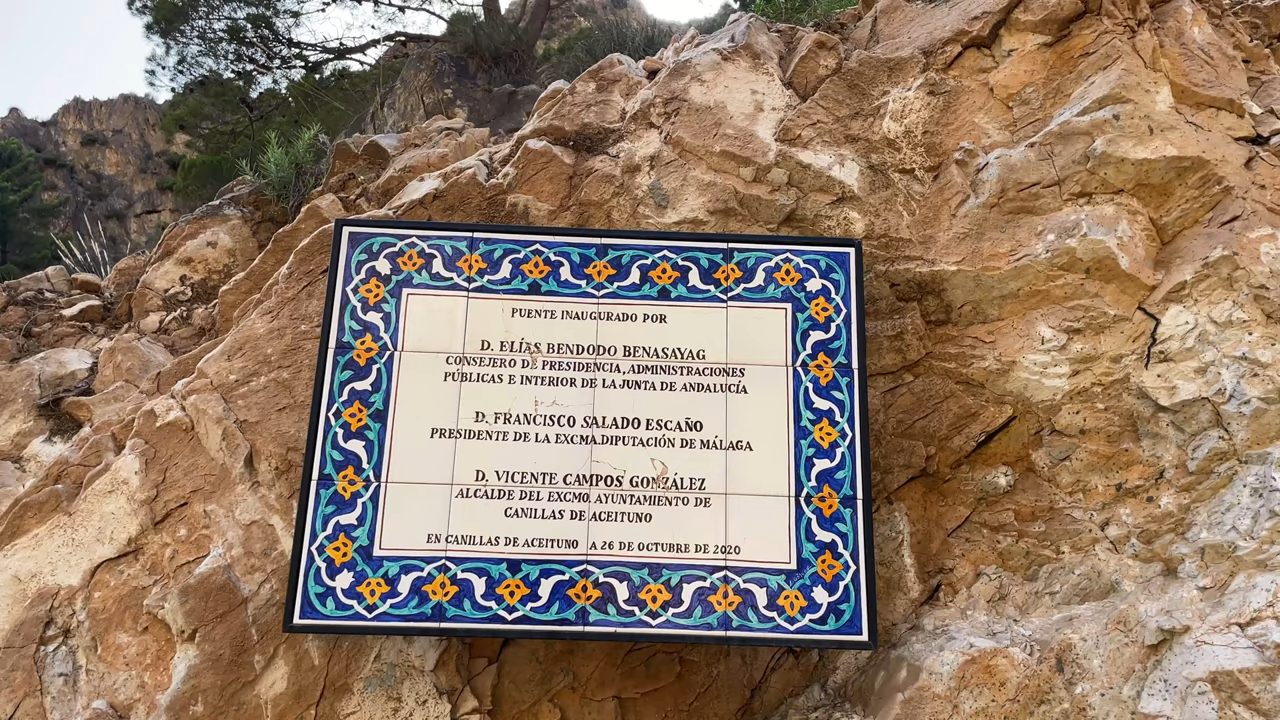 PUENTE INAUGURADO POR
D. ELÍAS BENDODO BENASAYAG
CONSEJERO DE PRESIDENCIA, ADMINISTRACIONES
PÚBLICAS E INTERIOR DE LA JUNTA DE ANDALUCÍA
D. FRANCISCO SALADO ESCAÑO
PRESIDENTE DE LA EXCMA.DIPUTACIÓN DE MÁLAGA
D. VICENTE CAMPOS GONZÁLEZ
ALCALDE DEL EXCMO. AYUNTAMIENTO DE
CANILLAS DE ACEITUNO
EN CANILLAS DE ACEITUNO A 26 DE OCTUBRE DE 2020